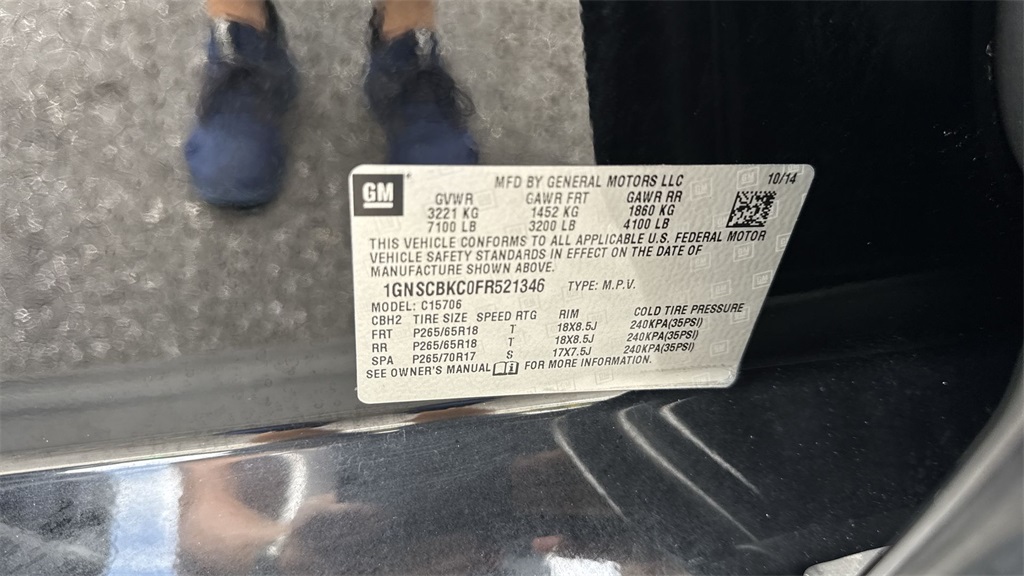 GM
MFD BY GENERAL MOTORS LLC 10/14
GVWR GAWR FRT GAWR RR
3221 KG 1452 KG 1860 KG
7100 LB 3200 LB 4100 LB
THIS VEHICLE CONFORMS TO ALL APPLICABLE U.S. FEDERAL MOTOR
VEHICLE SAFETY STANDARDS IN EFFECT ON THE DATE OF
MANUFACTURE SHOWN ABOVE.
1GNSCBKC0FR521346 TYPE: M.P.V.
MODEL: C15706
CBH2 TIRE SIZE SPEED RTG RIM COLD TIRE PRESSURE
FRT P265/65R18 T 18X8.5J 240KPA(35PSI)
RR P265/65R18 T 18X8.5J 240KPA(35PSI)
SPA P265/70R17 S 17X7.5J 240KPA(35PSI)
SEE OWNER'S MANUAL FOR MORE INFORMATION.